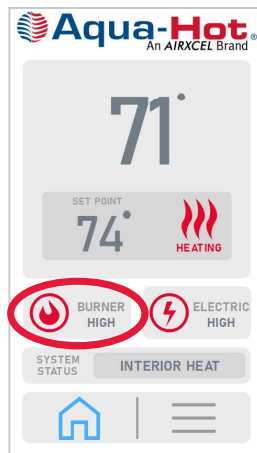 Aqua-Hot®
An AIRXCEL Brand
71°
SET POINT
74°
HEATING
BURNER
HIGH
ELECTRIC
HIGH
SYSTEM
STATUS
INTERIOR HEAT